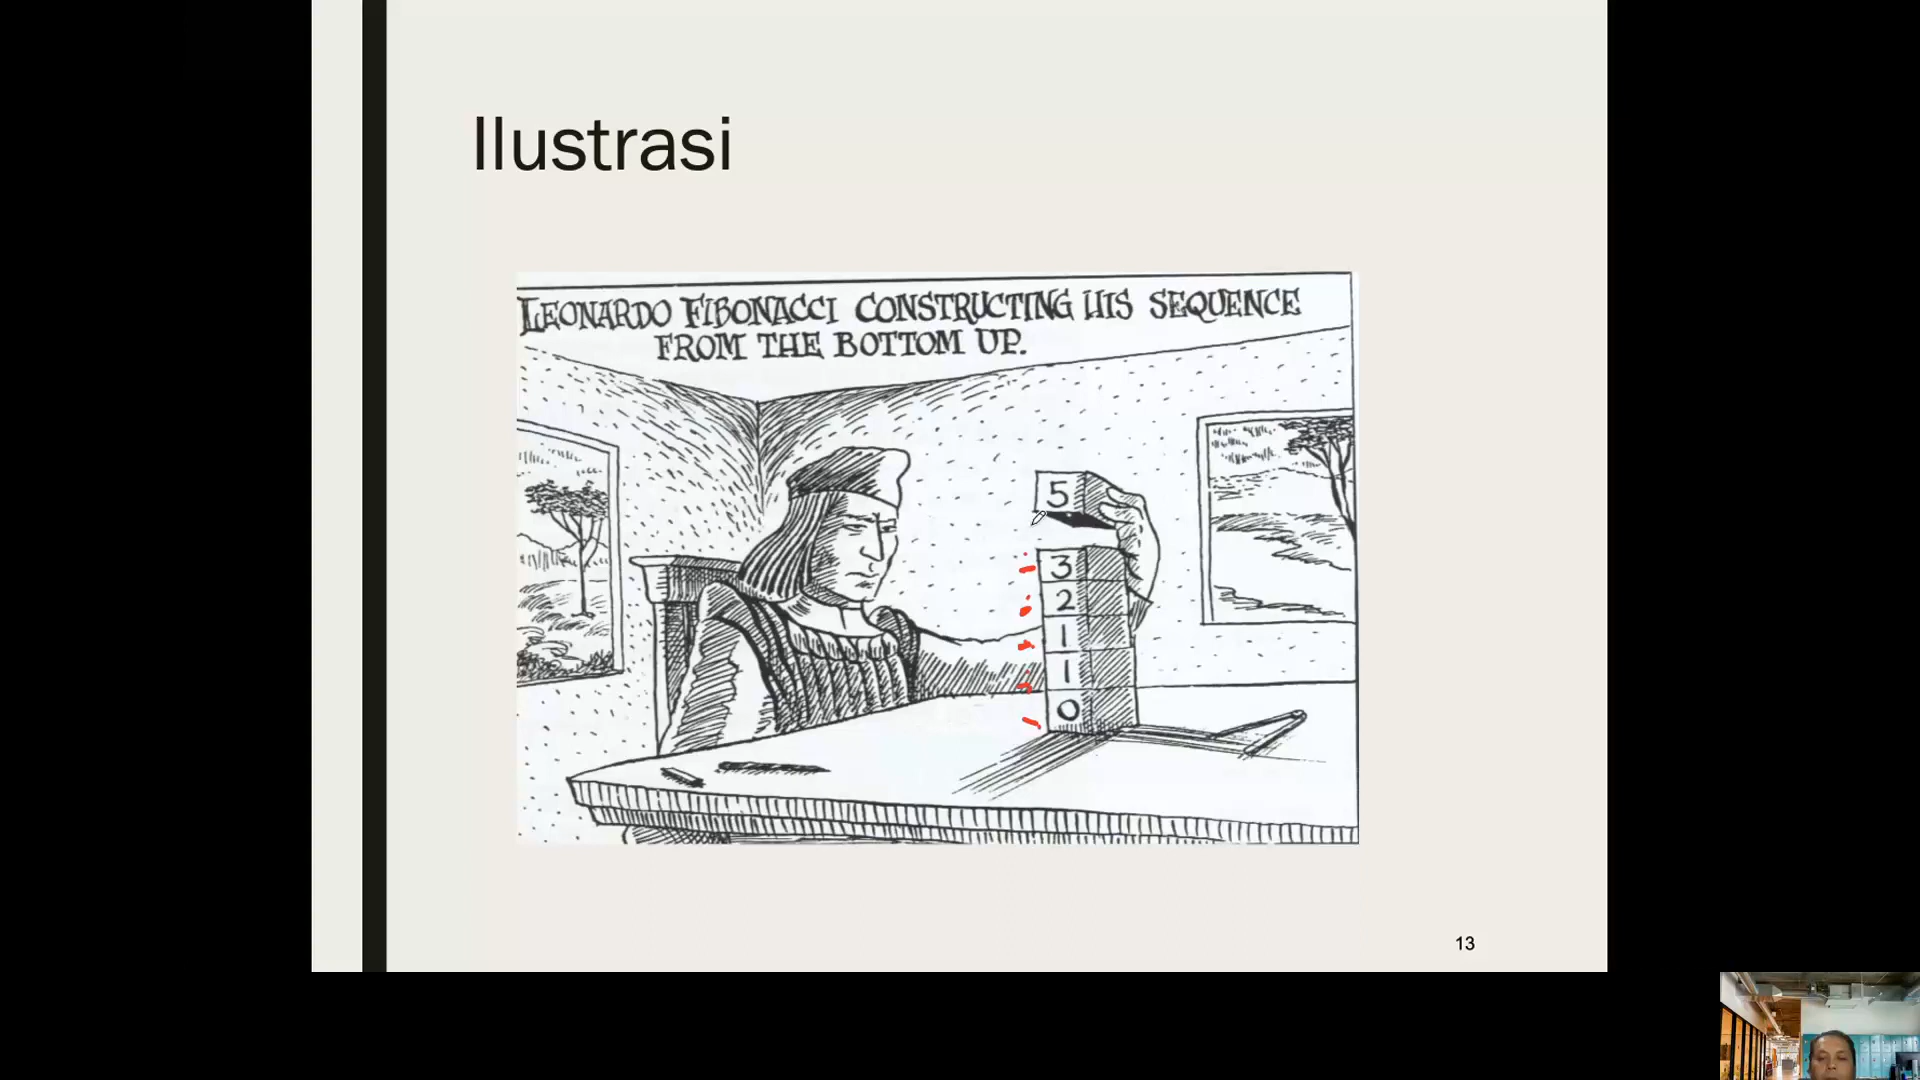 Ilustrasi
LEONARDO FIBONACCI CONSTRUCTING HIS SEQUENCE
FROM THE BOTTOM UP.
5
3
2
1
1
0
13